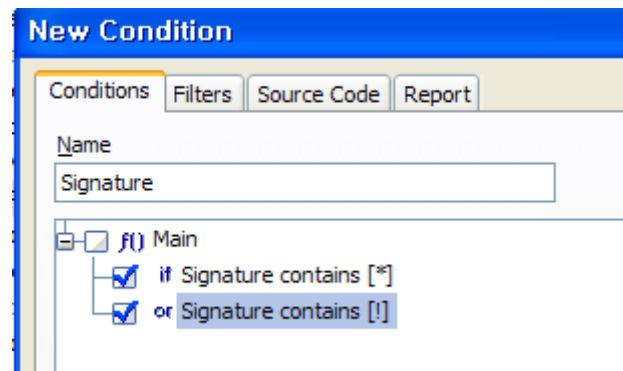 New Condition
Conditions Filters Source Code Report
Name
Signature
f() Main
if Signature contains [*]
or Signature contains [!]